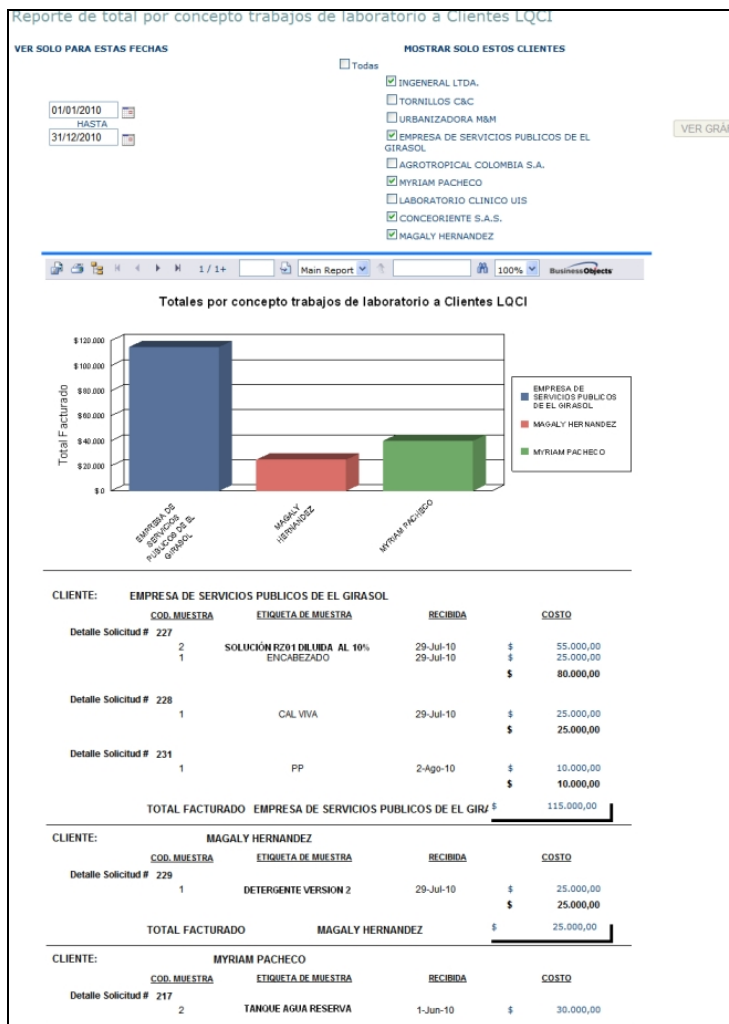 Reporte de total por concepto trabajos de laboratorio a Clientes LQCI
VER SOLO PARA ESTAS FECHAS
MOSTRAR SOLO ESTOS CLIENTES
Todas
INGENERAL LTDA.
TORNILLOS C&C
URBANIZADORA M&M
EMPRESA DE SERVICIOS PUBLICOS DE EL
GIRASOL
AGROTROPICAL COLOMBIA S.A.
MYRIAM PACHECO
LABORATORIO CLINICO UIS
CONCEORIENTE S.A.S.
MAGALY HERNANDEZ
01/01/2010
HASTA
31/12/2010
VER GRÁ
1 / 1+ Main Report 100% BusinessObjects
Totales por concepto trabajos de laboratorio a Clientes LQCI
Total Facturado
$120.000
$100.000
$80.000
$60.000
$40.000
$20.000
$0
EMPRESA DE
SERVICIOS
PUBLICOS DE EL
GIRASOL
MAGALY
HERNANDEZ
MYRIAM PACHECO
EMPRESA DE
SERVICIOS PUBLICOS
DE EL GIRASOL
MAGALY HERNANDEZ
MYRIAM PACHECO
CLIENTE: EMPRESA DE SERVICIOS PUBLICOS DE EL GIRASOL
COD. MUESTRA ETIQUETA DE MUESTRA RECIBIDA COSTO
Detalle Solicitud # 227
2 SOLUCIÓN RZ01 DILUIDA AL 10% 29-Jul-10 $ 55.000,00
1 ENCABEZADO 29-Jul-10 $ 25.000,00
$ 80.000,00
Detalle Solicitud # 228
1 CAL VIVA 29-Jul-10 $ 25.000,00
$ 25.000,00
Detalle Solicitud # 231
1 PP 2-Ago-10 $ 10.000,00
$ 10.000,00
TOTAL FACTURADO EMPRESA DE SERVICIOS PUBLICOS DE EL GIRA $ 115.000,00
CLIENTE: MAGALY HERNANDEZ
COD. MUESTRA ETIQUETA DE MUESTRA RECIBIDA COSTO
Detalle Solicitud # 229
1 DETERGENTE VERSION 2 29-Jul-10 $ 25.000,00
$ 25.000,00
TOTAL FACTURADO MAGALY HERNANDEZ $ 25.000,00
CLIENTE: MYRIAM PACHECO
COD. MUESTRA ETIQUETA DE MUESTRA RECIBIDA COSTO
Detalle Solicitud # 217
2 TANQUE AGUA RESERVA 1-Jun-10 $ 30.000,00